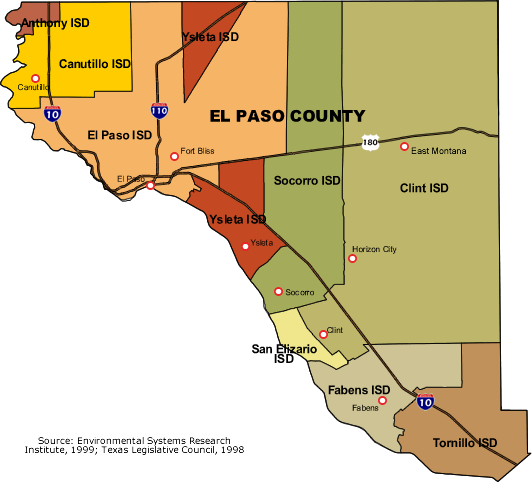 Anthony ISD
Ysleta ISD
Canutillo ISD
Canutillo
10
110
EL PASO COUNTY
El Paso ISD
180
Fort Bliss
East Montana
El Paso
Socorro ISD
Clint ISD
Ysleta ISD
Ysleta
Horizon City
Socorro
Clint
San Elizario
ISD
Fabens ISD
Fabens
10
Tornillo ISD
Source: Environmental Systems Research
Institute, 1999; Texas Legislative Council, 1998